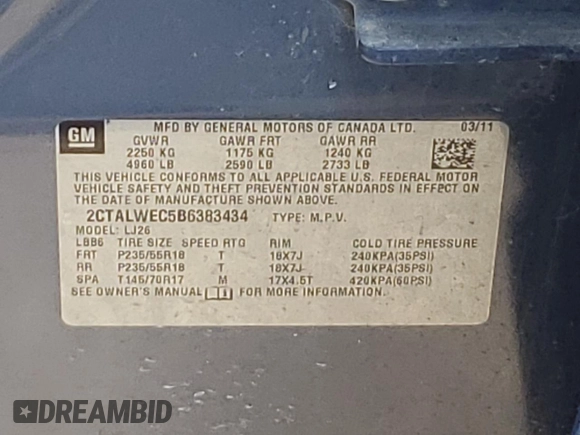 GM
MFD BY GENERAL MOTORS OF CANADA LTD. 03/11
GVWR GAWR FRT GAWR RR
2250 KG 1175 KG 1240 KG
4960 LB 2590 LB 2733 LB
THIS VEHICLE CONFORMS TO ALL APPLICABLE U.S. FEDERAL MOTOR
VEHICLE SAFETY AND THEFT PREVENTION STANDARDS IN EFFECT ON
THE DATE OF MANUFACTURE SHOWN ABOVE.
2CTALWEC5B6383434 TYPE: M.P.V.
MODEL: LJ26
LBB6 TIRE SIZE SPEED RTG RIM COLD TIRE PRESSURE
FRT P235/55R18 T 18X7J 240KPA(35PSI)
RR P235/55R18 T 18X7J 240KPA(35PSI)
SPA T145/70R17 M 17X4.5T 420KPA(60PSI)
SEE OWNER'S MANUAL FOR MORE INFORMATION.
DREAMBID